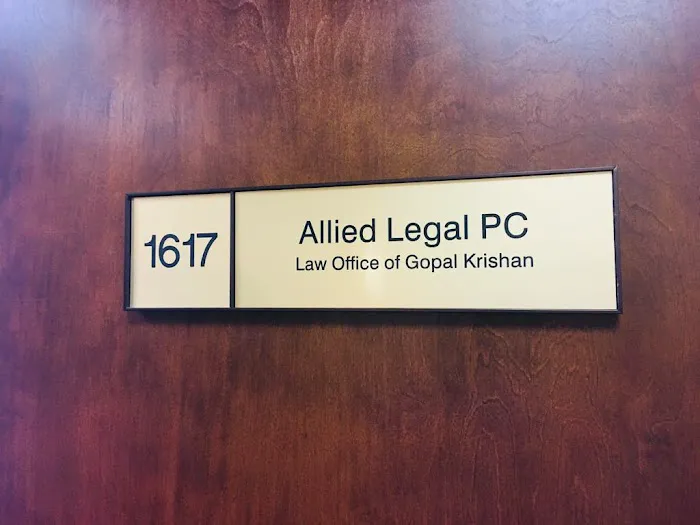 1617
Allied Legal PC
Law Office of Gopal Krishan